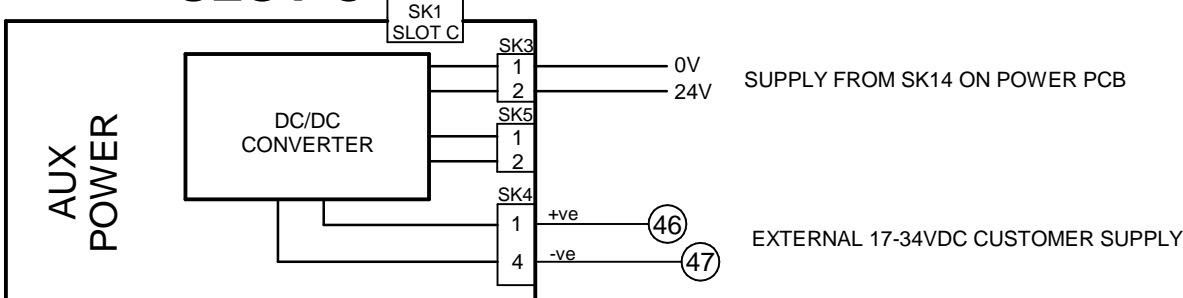 SK1
SLOT C
SK3
1
0V
2
24V
SUPPLY FROM SK14 ON POWER PCB
DC/DC
CONVERTER
SK5
1
2
AUX
POWER
SK4
1
+ve
46
4
-ve
47
EXTERNAL 17-34VDC CUSTOMER SUPPLY